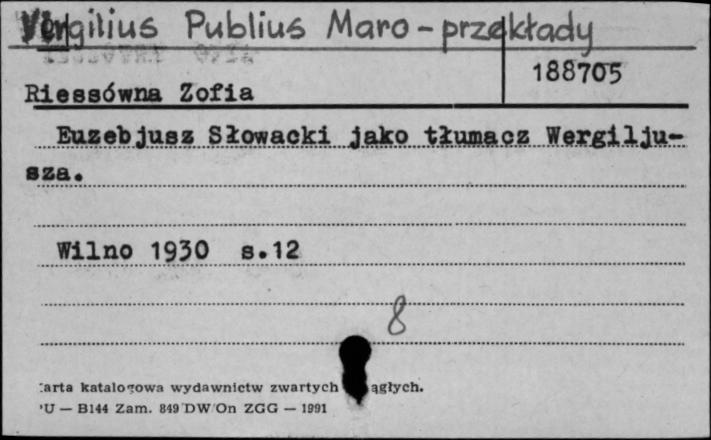 Vergilius Publius Maro - przekłady
188705
Riessówna Zofia
Euzebjusz Słowacki jako tłumacz Wergilju-
sza.
Wilno 1930 s.12
8
arta katalogowa wydawnictw zwartych ągłych.
U — B144 Zam. 849 DW/On ZGG — 1991